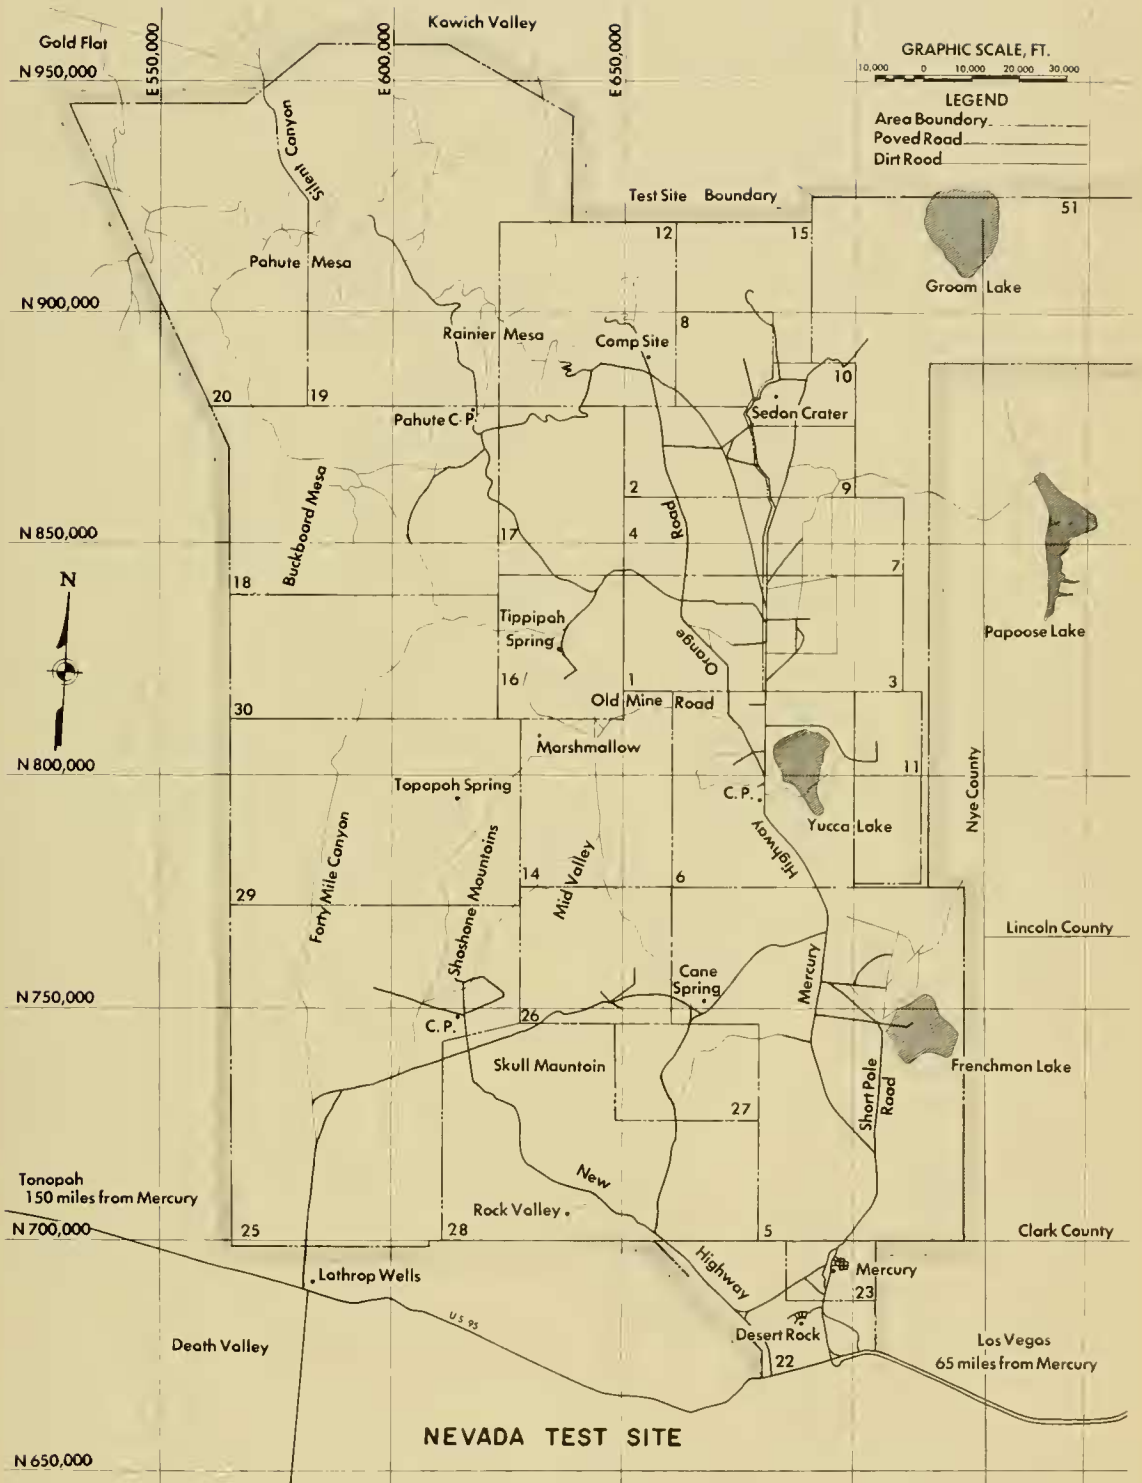 Kawich Valley
Gold Flat
E 550,000
E 600,000
E 650,000
N 950,000
GRAPHIC SCALE, FT.
10,000 0 10,000 20 000 30,000
LEGEND
Area Boundary
Paved Road
Dirt Road
Silent Canyon
Test Site Boundary
51
12
15
Pahute Mesa
Groom Lake
N 900,000
8
Rainier Mesa
Comp Site
10
20
19
Pahute C.P.
Sedan Crater
Buckboard Mesa
2
9
Road
N 850,000
17
4
N
18
7
Tippipah
Spring
Papoose Lake
Orange
16
1
3
Old Mine Road
30
Marshmallow
N 800,000
11
Nye County
Topopah Spring
C.P.
Yucca Lake
Forty Mile Canyon
Shoshone Mountains
Mid Valley
Highway
14
6
29
Lincoln County
Mercury
Cane
Spring
N 750,000
C.P.
26
Skull Mountain
Frenchman Lake
Short Pole
Road
27
New
Tonopah
150 miles from Mercury
Rock Valley
N 700,000
25
28
5
Clark County
Highway
Mercury
Lathrop Wells
23
U S 95
Desert Rock
Death Valley
22
Las Vegas
65 miles from Mercury
NEVADA TEST SITE
N 650,000